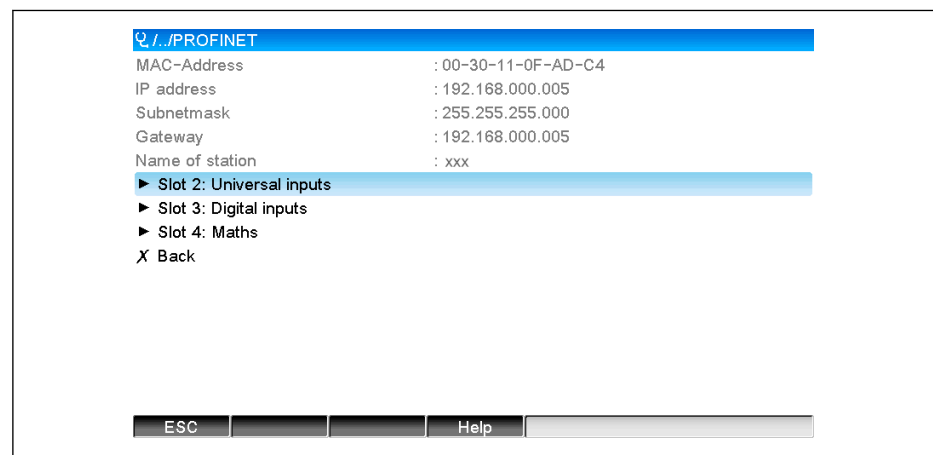 /../PROFINET
MAC-Address : 00-30-11-0F-AD-C4
IP address : 192.168.000.005
Subnetmask : 255.255.255.000
Gateway : 192.168.000.005
Name of station : xxx
► Slot 2: Universal inputs
► Slot 3: Digital inputs
► Slot 4: Maths
X Back
ESC Help